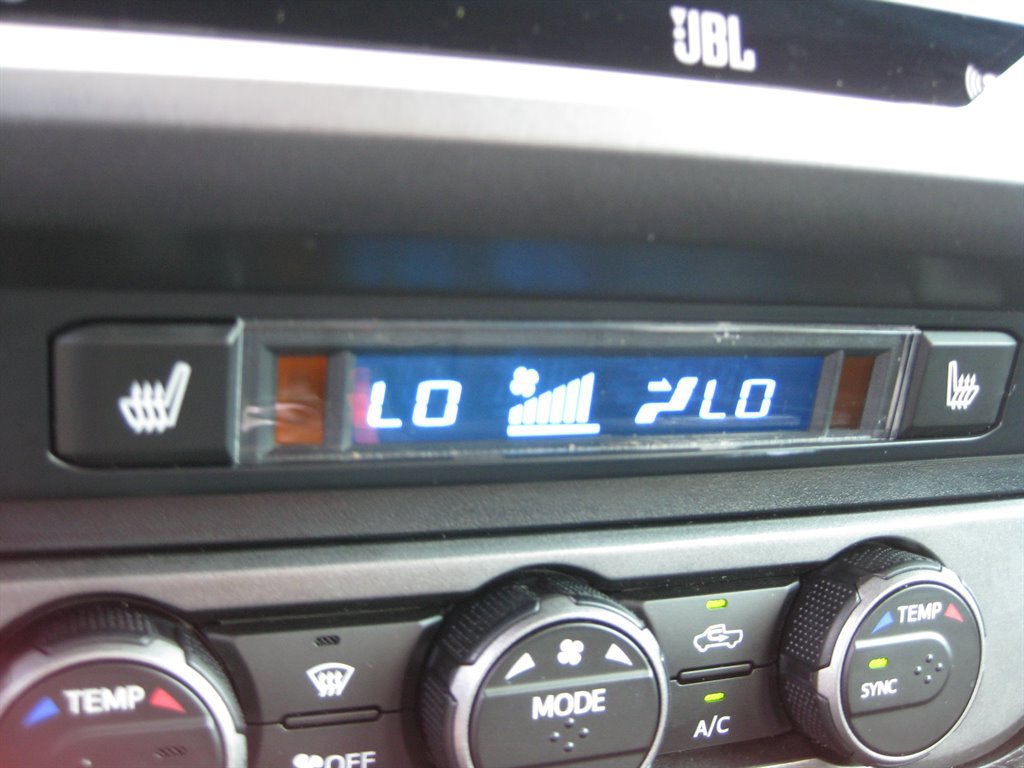 JBL
LO LO
TEMP
MODE
TEMP
SYNC
A/C
OFF